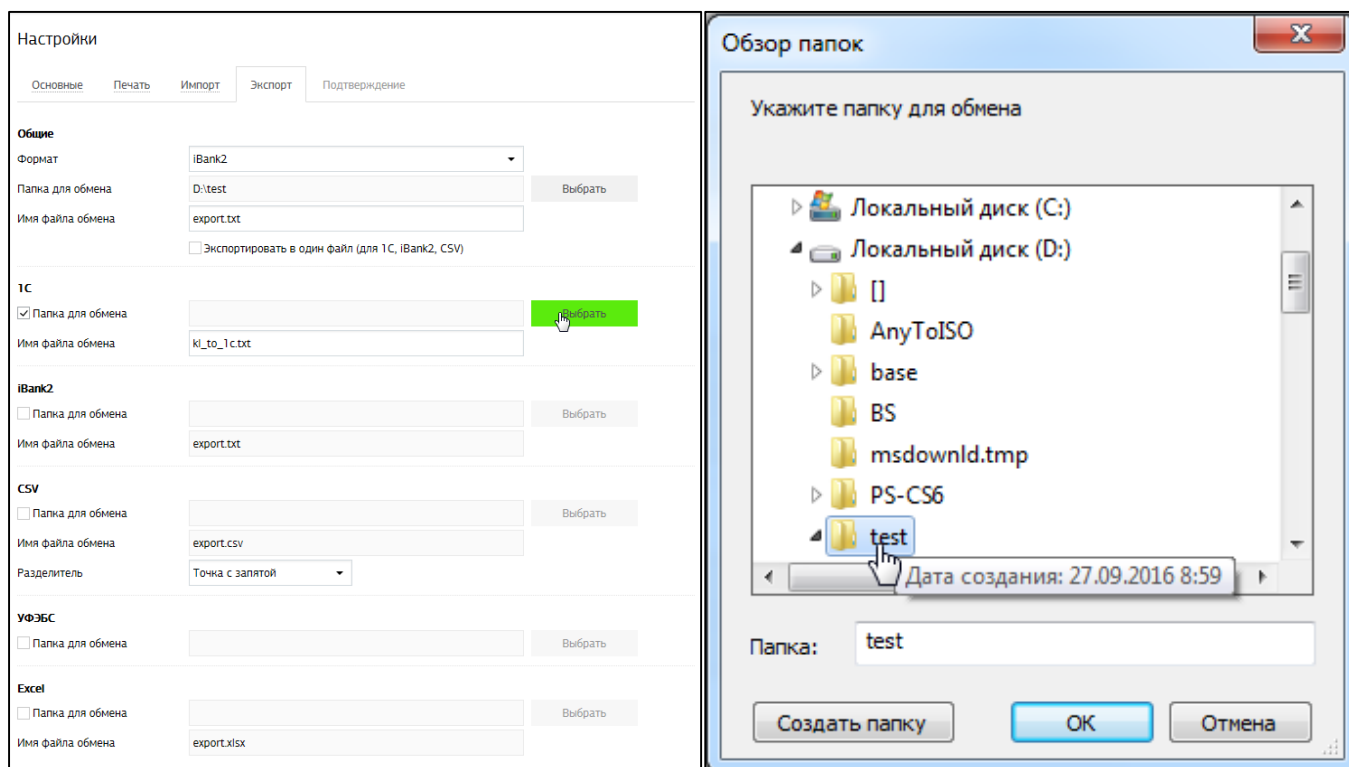 Настройки
Основные Печать Импорт Экспорт Подтверждение
Общие
Формат iBank2
Папка для обмена D:\test Выбрать
Имя файла обмена export.txt
Экспортировать в один файл (для 1C, iBank2, CSV)
1C
Папка для обмена Выбрать
Имя файла обмена kl_to_1c.txt
iBank2
Папка для обмена Выбрать
Имя файла обмена export.txt
CSV
Папка для обмена Выбрать
Имя файла обмена export.csv
Разделитель Точка с запятой
УФЭБС
Папка для обмена Выбрать
Excel
Папка для обмена Выбрать
Имя файла обмена export.xlsx
Обзор папок
Укажите папку для обмена
Локальный диск (C:)
Локальный диск (D:)
[]
AnyToISO
base
BS
msdownld.tmp
PS-CS6
test
Дата создания: 27.09.2016 8:59
Папка: test
Создать папку OK Отмена